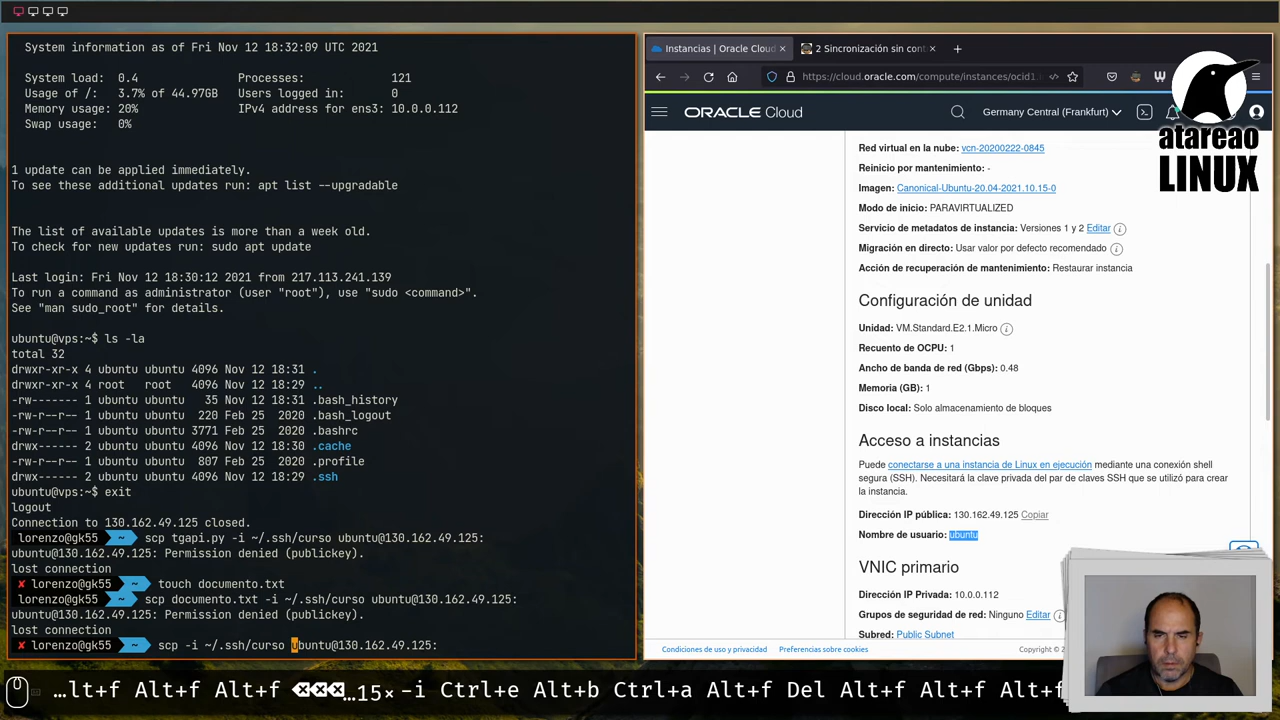 System information as of Fri Nov 12 18:32:09 UTC 2021
System load: 0.4 Processes: 121
Usage of /: 3.7% of 44.97GB Users logged in: 0
Memory usage: 20% IPv4 address for ens3: 10.0.0.112
Swap usage: 0%
1 update can be applied immediately.
To see these additional updates run: apt list --upgradable
The list of available updates is more than a week old.
To check for new updates run: sudo apt update
Last login: Fri Nov 12 18:30:12 2021 from 217.113.241.139
To run a command as administrator (user "root"), use "sudo <command>".
See "man sudo_root" for details.
ubuntu@vps:~$ ls -la
total 32
drwxr-xr-x 4 ubuntu ubuntu 4096 Nov 12 18:31 .
drwxr-xr-x 4 root root 4096 Nov 12 18:29 ..
-rw------- 1 ubuntu ubuntu 35 Nov 12 18:31 .bash_history
-rw-r--r-- 1 ubuntu ubuntu 220 Feb 25 2020 .bash_logout
-rw-r--r-- 1 ubuntu ubuntu 3771 Feb 25 2020 .bashrc
drwx------ 2 ubuntu ubuntu 4096 Nov 12 18:30 .cache
-rw-r--r-- 1 ubuntu ubuntu 807 Feb 25 2020 .profile
drwx------ 2 ubuntu ubuntu 4096 Nov 12 18:29 .ssh
ubuntu@vps:~$ exit
logout
Connection to 130.162.49.125 closed.
lorenzo@gk55 ~ scp tgapi.py -i ~/.ssh/curso ubuntu@130.162.49.125:
ubuntu@130.162.49.125: Permission denied (publickey).
lost connection
✘ lorenzo@gk55 ~ touch documento.txt
lorenzo@gk55 ~ scp documento.txt -i ~/.ssh/curso ubuntu@130.162.49.125:
ubuntu@130.162.49.125: Permission denied (publickey).
lost connection
✘ lorenzo@gk55 ~ scp -i ~/.ssh/curso ubuntu@130.162.49.125:
Instancias | Oracle Cloud
2 Sincronización sin cont
https://cloud.oracle.com/compute/instances/ocid1.
ORACLE Cloud
Germany Central (Frankfurt)
atareao
LINUX
Red virtual en la nube: vcn-20200222-0845
Reinicio por mantenimiento: -
Imagen: Canonical-Ubuntu-20.04-2021.10.15-0
Modo de inicio: PARAVIRTUALIZED
Servicio de metadatos de instancia: Versiones 1 y 2 Editar
Migración en directo: Usar valor por defecto recomendado
Acción de recuperación de mantenimiento: Restaurar instancia
Configuración de unidad
Unidad: VM.Standard.E2.1.Micro
Recuento de OCPU: 1
Ancho de banda de red (Gbps): 0.48
Memoria (GB): 1
Disco local: Solo almacenamiento de bloques
Acceso a instancias
Puede conectarse a una instancia de Linux en ejecución mediante una conexión shell
segura (SSH). Necesitará la clave privada del par de claves SSH que se utilizó para crear
la instancia.
Dirección IP pública: 130.162.49.125 Copiar
Nombre de usuario: ubuntu
VNIC primario
Dirección IP Privada: 10.0.0.112
Grupos de seguridad de red: Ninguno Editar
Subred: Public Subnet
Condiciones de uso y privacidad Preferencias sobre cookies Copyright © 2
…lt+f Alt+f Alt+f ⌫⌫⌫…15× -i Ctrl+e Alt+b Ctrl+a Alt+f Del Alt+f Alt+f Alt+f